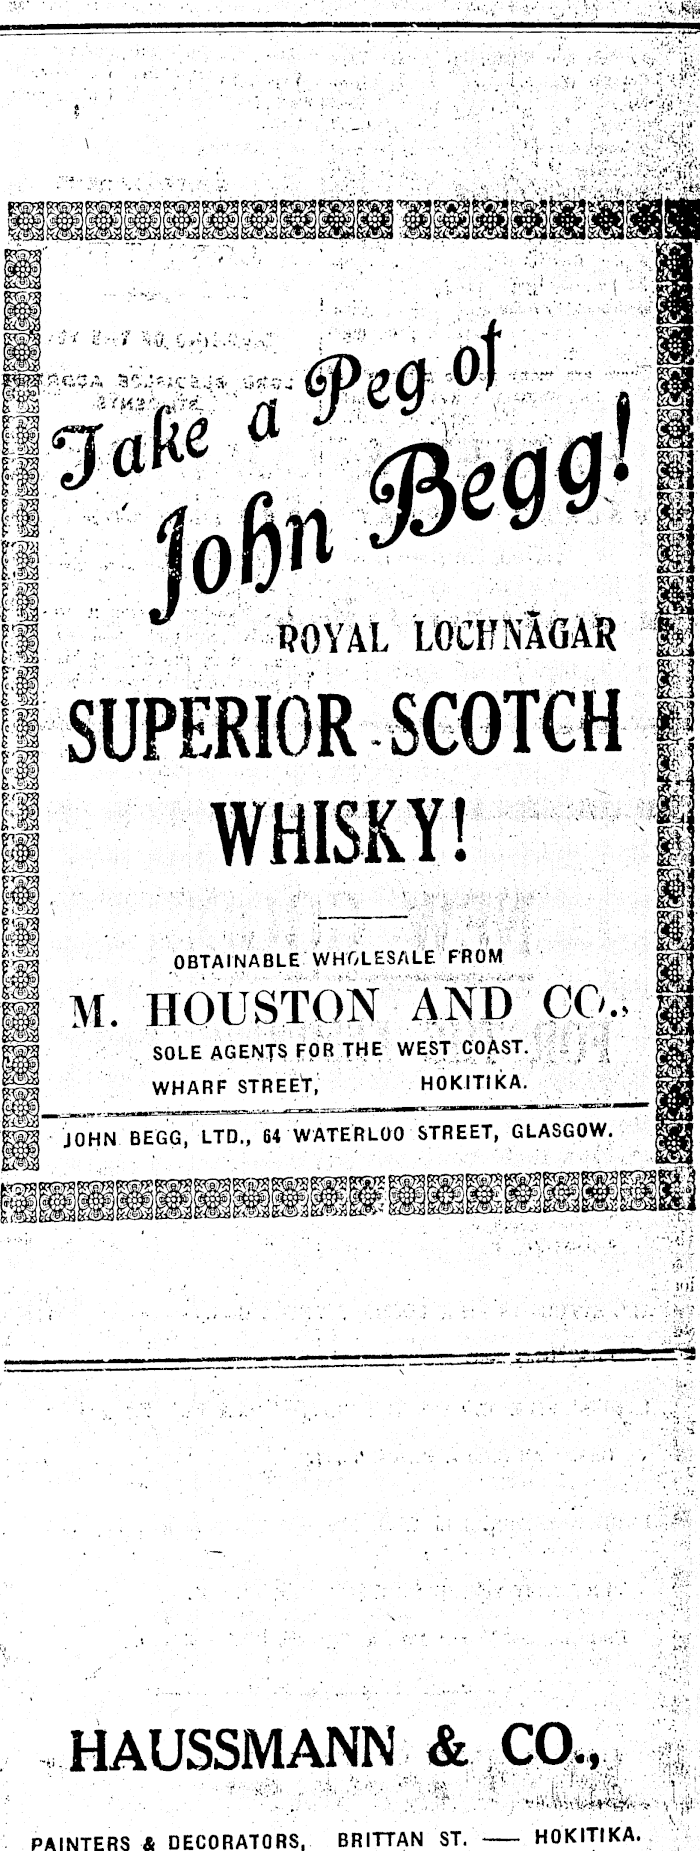 Take a Peg of
John Begg!
ROYAL LOCHNAGAR
SUPERIOR SCOTCH
WHISKY!
OBTAINABLE WHOLESALE FROM
M. HOUSTON AND CO.,
SOLE AGENTS FOR THE WEST COAST.
WHARF STREET, HOKITIKA.
JOHN BEGG, LTD., 64 WATERLOO STREET, GLASGOW.
HAUSSMANN & CO.,
PAINTERS & DECORATORS, BRITTAN ST. — HOKITIKA.